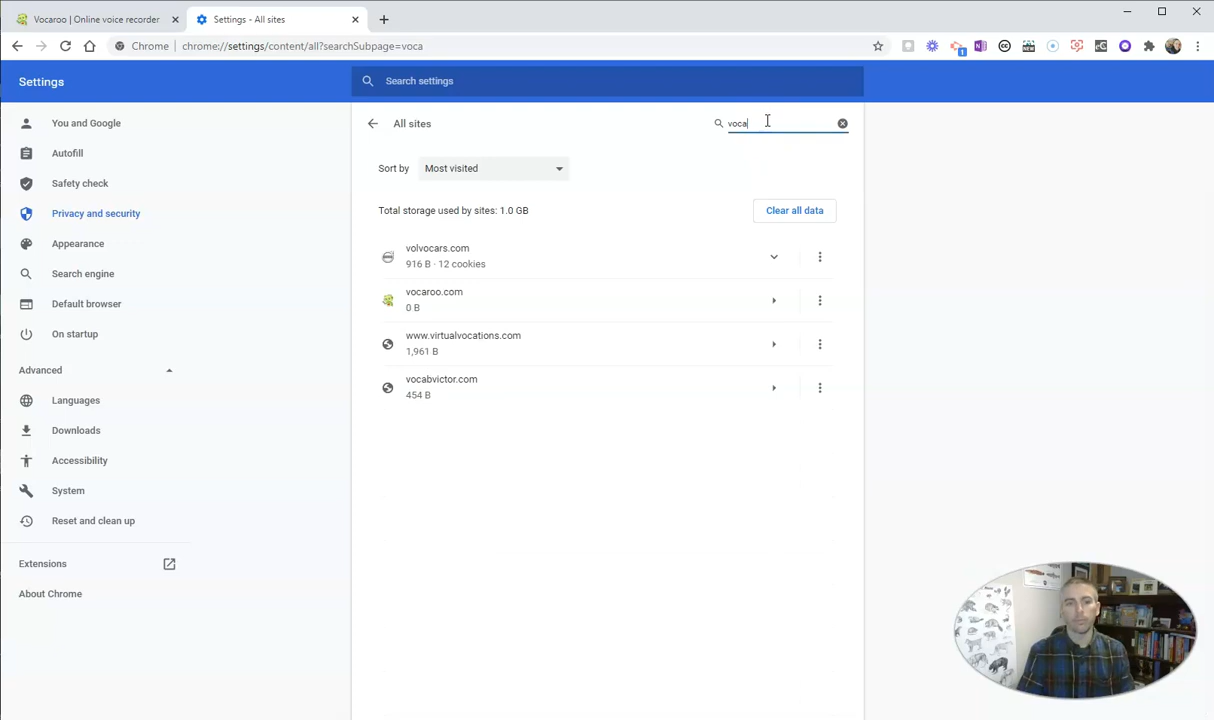 Vocaroo | Online voice recorder
Settings - All sites
Chrome
chrome://settings/content/all?searchSubpage=voca
Settings
Search settings
You and Google
Autofill
Safety check
Privacy and security
Appearance
Search engine
Default browser
On startup
Advanced
Languages
Downloads
Accessibility
System
Reset and clean up
Extensions
About Chrome
All sites
voca
Sort by
Most visited
Total storage used by sites: 1.0 GB
Clear all data
volvocars.com
916 B · 12 cookies
vocaroo.com
0 B
www.virtualvocations.com
1,961 B
vocabvictor.com
454 B